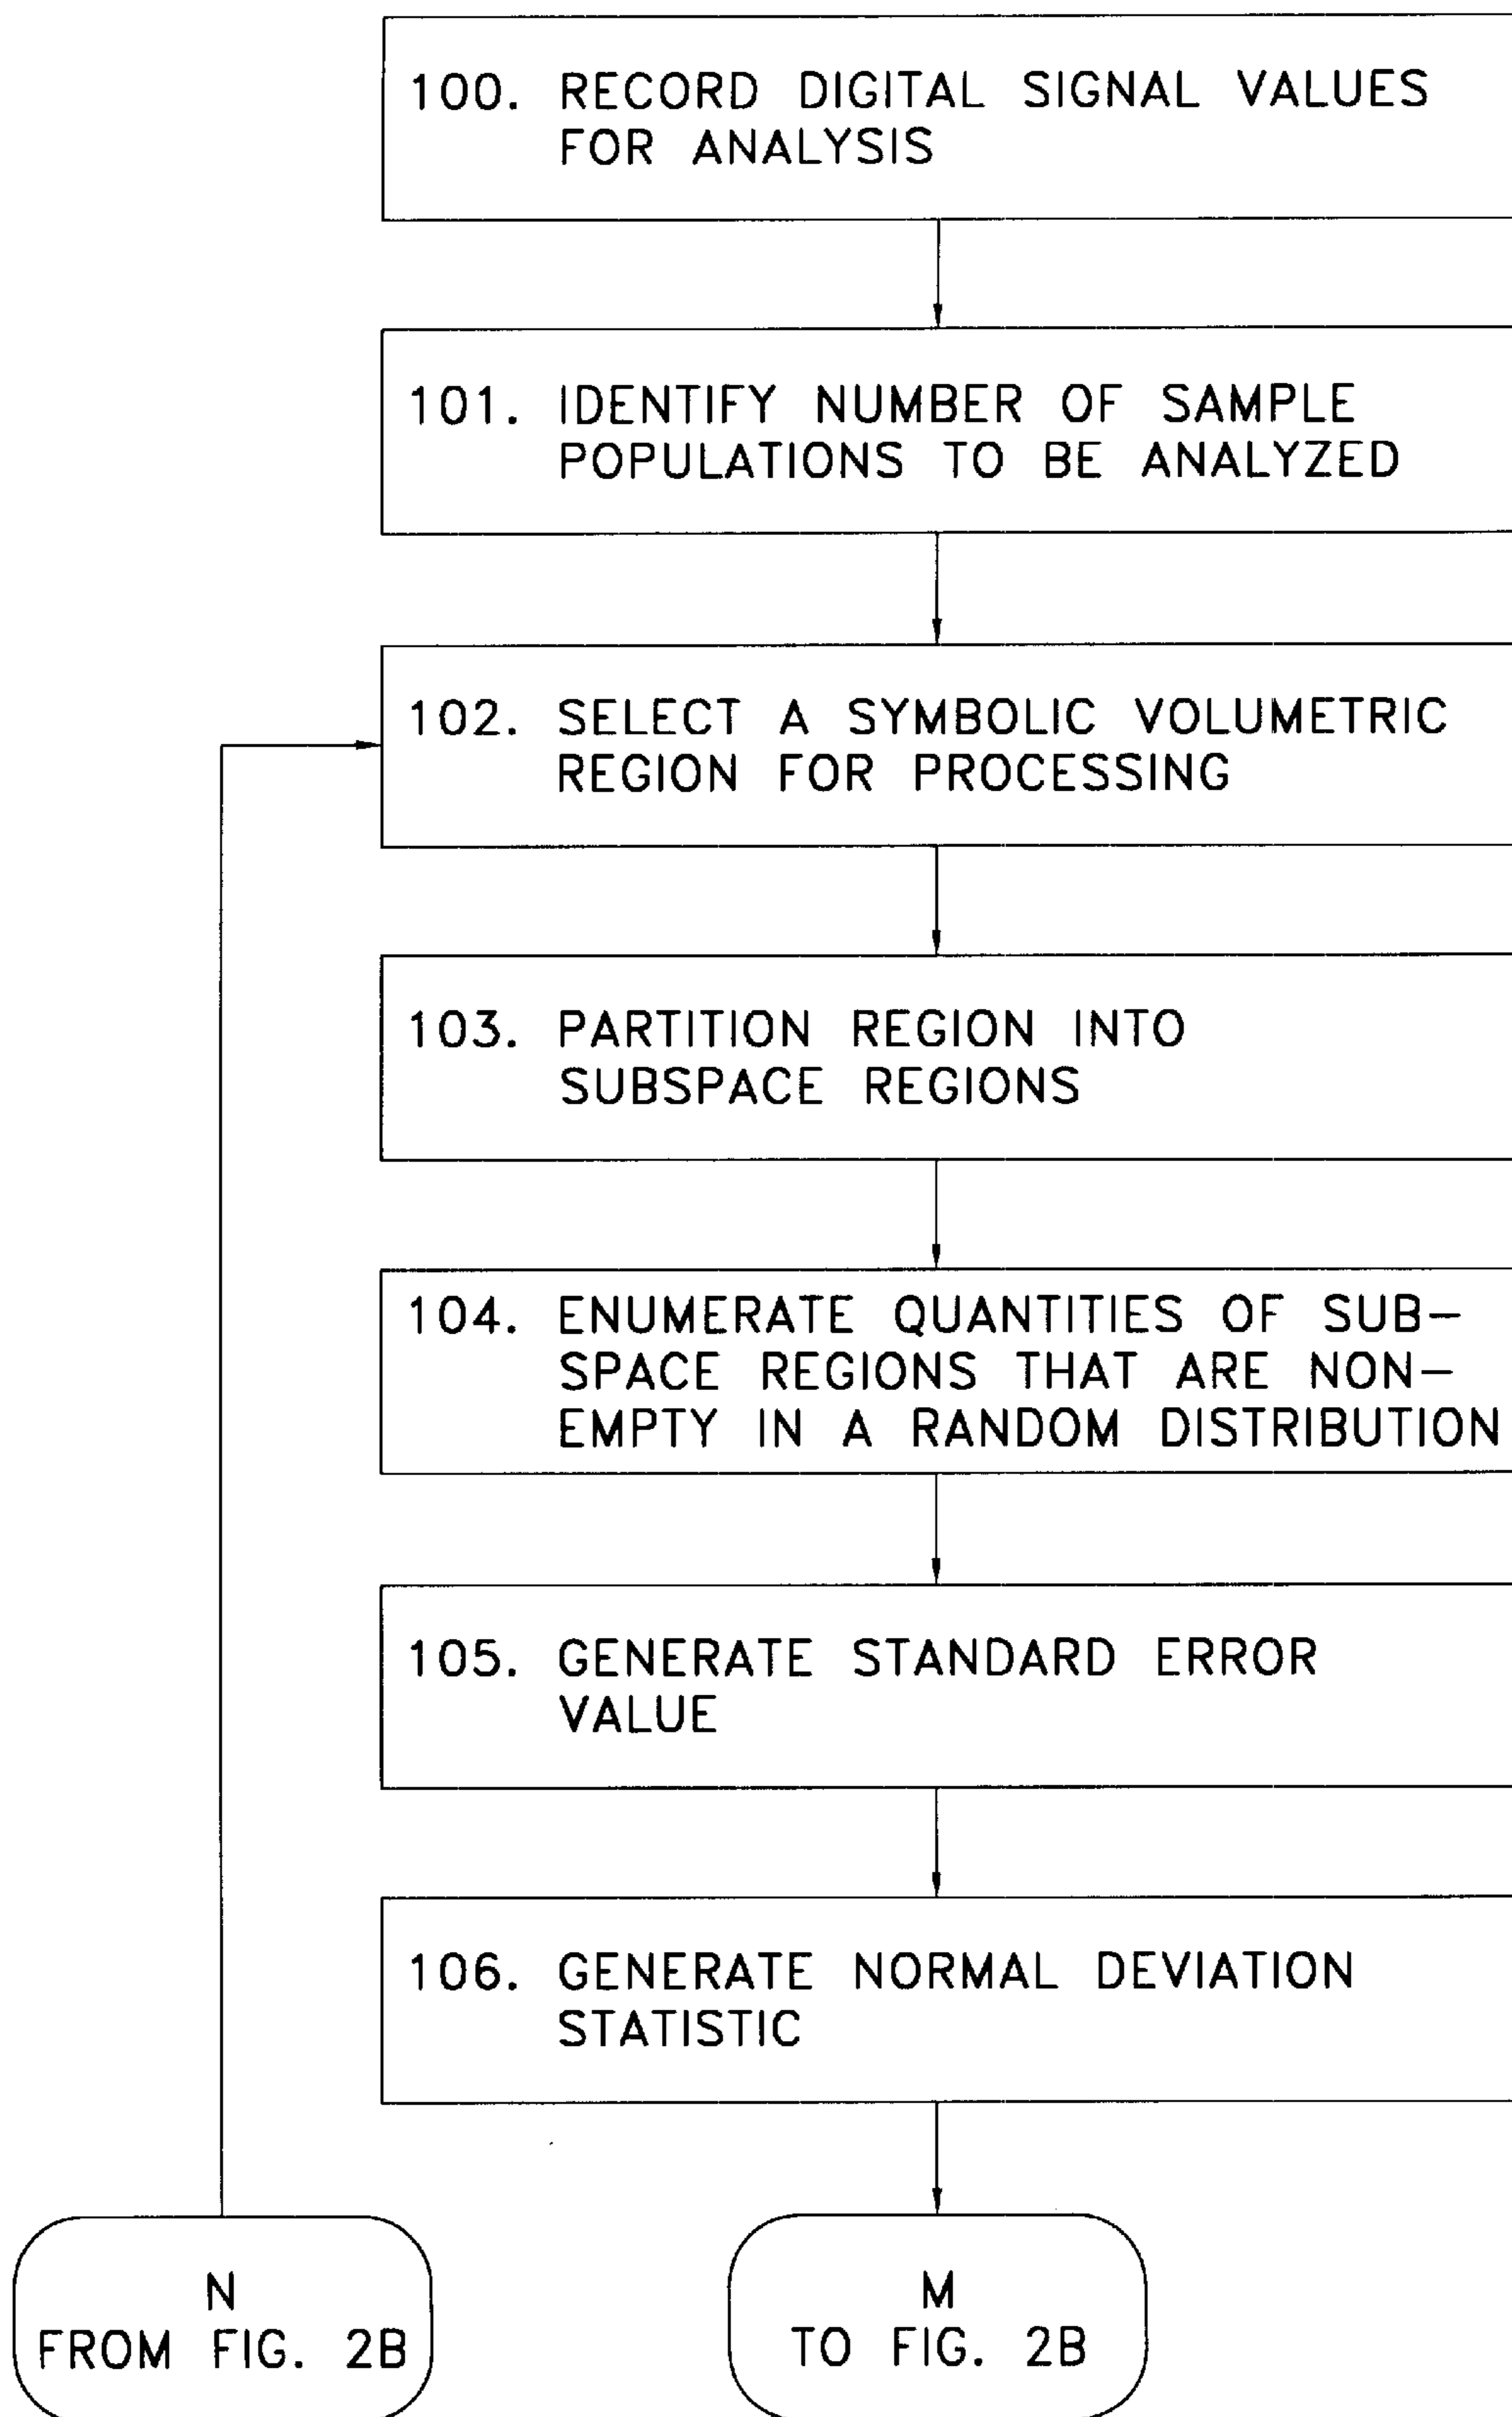 100. RECORD DIGITAL SIGNAL VALUES
FOR ANALYSIS
101. IDENTIFY NUMBER OF SAMPLE
POPULATIONS TO BE ANALYZED
102. SELECT A SYMBOLIC VOLUMETRIC
REGION FOR PROCESSING
103. PARTITION REGION INTO
SUBSPACE REGIONS
104. ENUMERATE QUANTITIES OF SUB-
SPACE REGIONS THAT ARE NON-
EMPTY IN A RANDOM DISTRIBUTION
105. GENERATE STANDARD ERROR
VALUE
106. GENERATE NORMAL DEVIATION
STATISTIC
N
FROM FIG. 2B
M
TO FIG. 2B